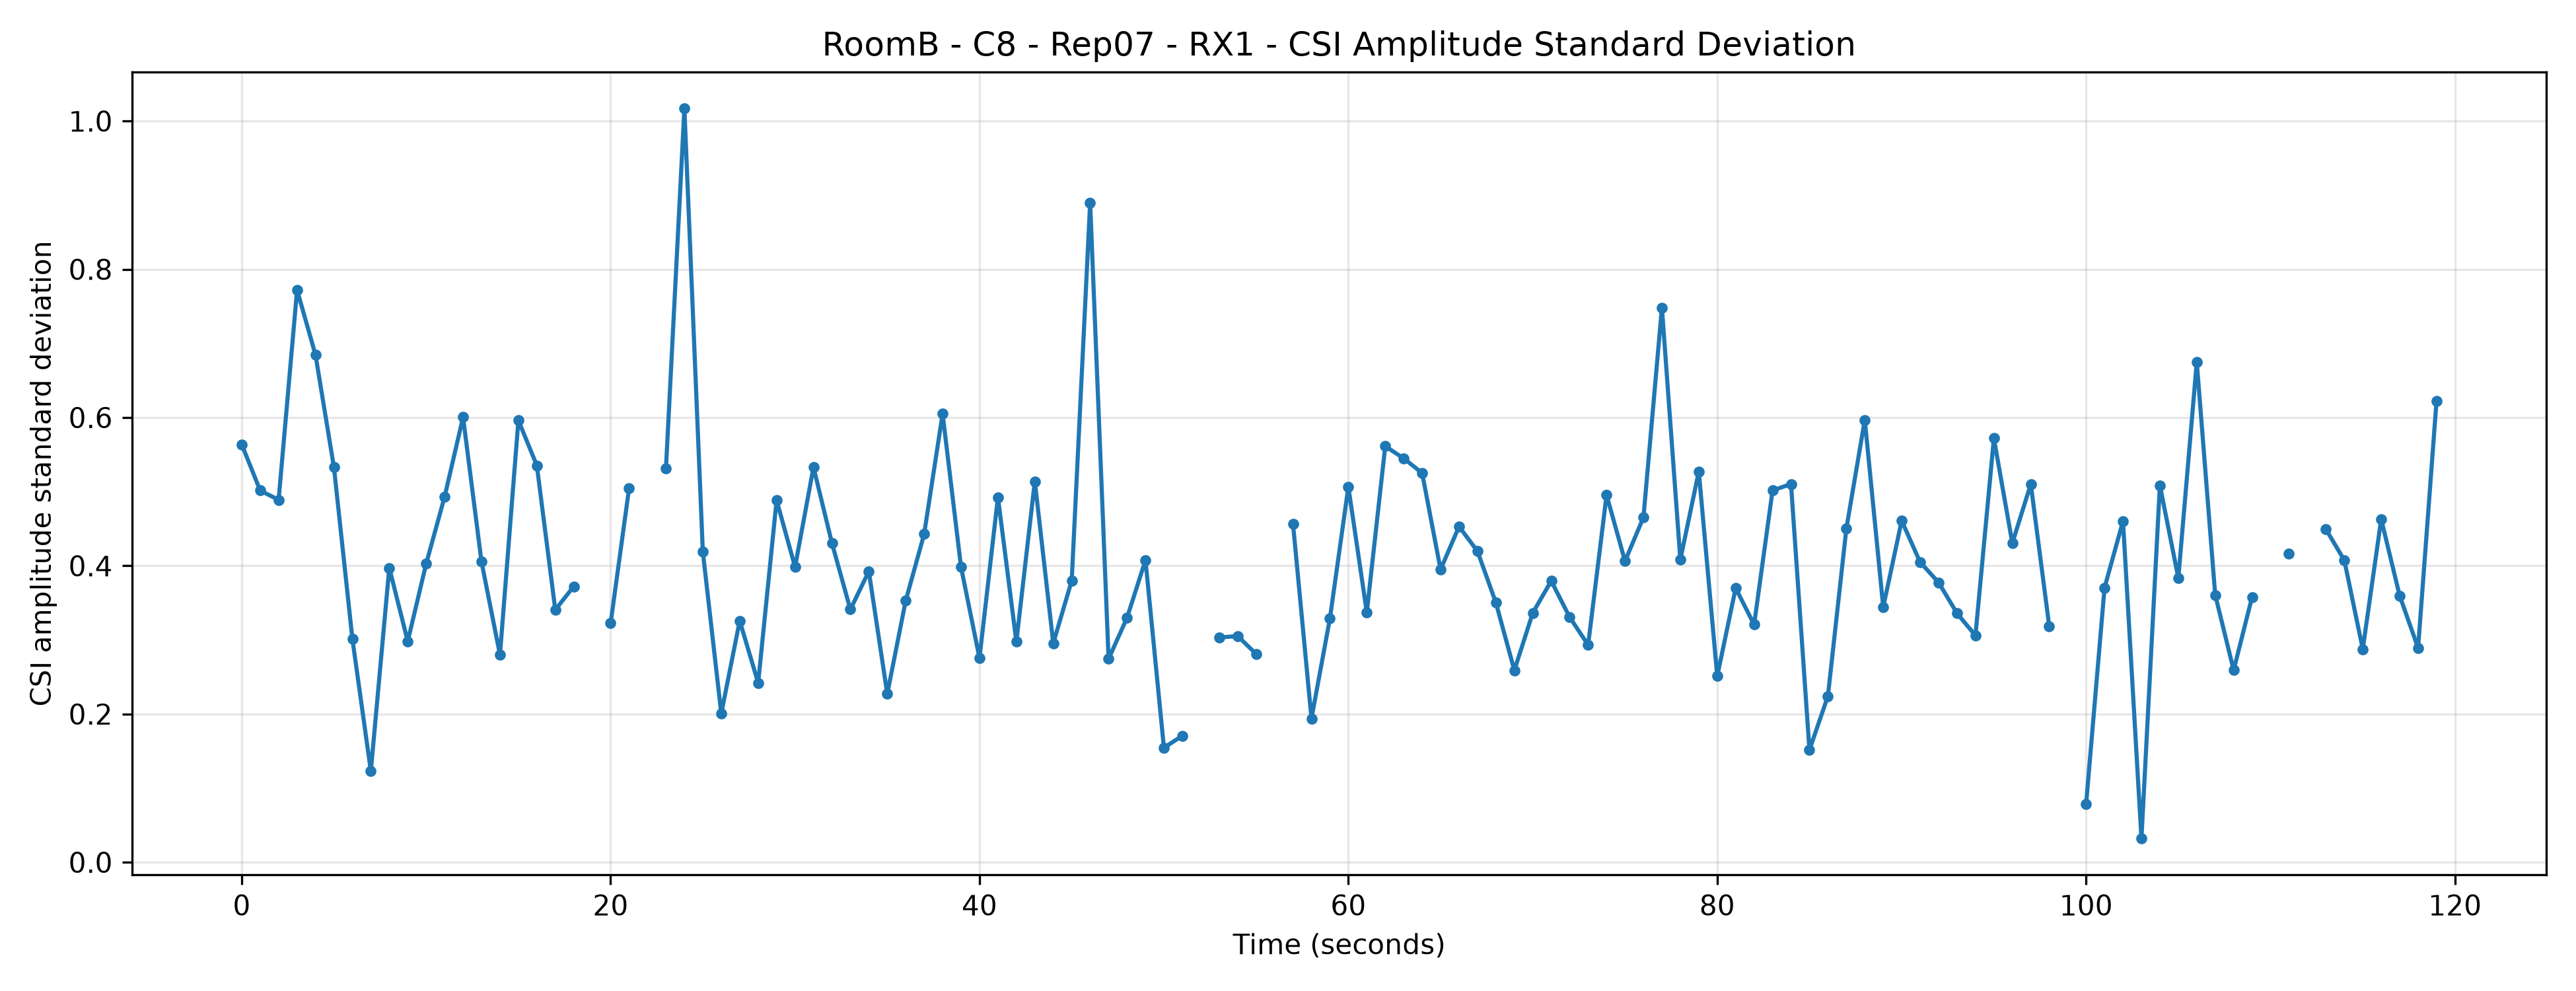 RoomB - C8 - Rep07 - RX1 - CSI Amplitude Standard Deviation
CSI amplitude standard deviation
1.0
0.8
0.6
0.4
0.2
0.0
0 20 40 60 80 100 120
Time (seconds)